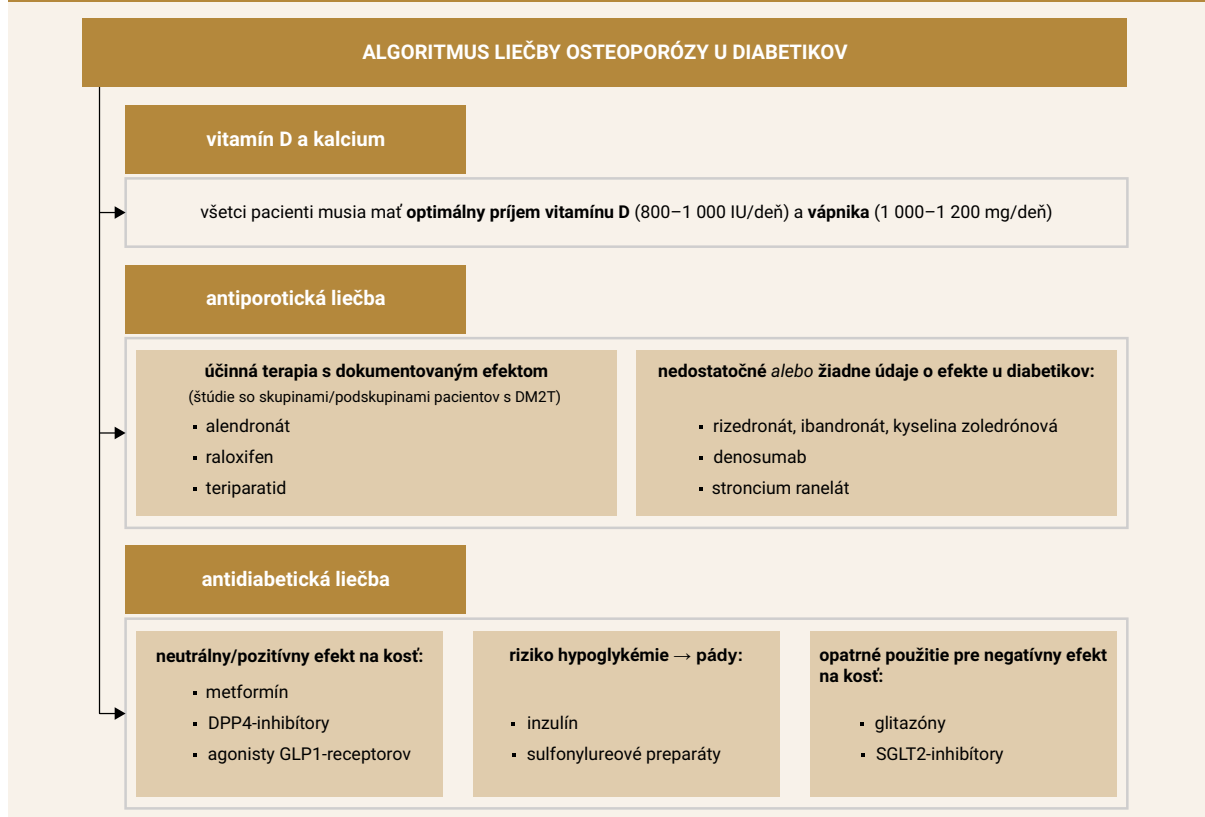 ALGORITMUS LIEČBY OSTEOPORÓZY U DIABETIKOV
vitamín D a kalcium
všetci pacienti musia mať optimálny príjem vitamínu D (800–1 000 IU/deň) a vápnika (1 000–1 200 mg/deň)
antiporotická liečba
účinná terapia s dokumentovaným efektom
(štúdie so skupinami/podskupinami pacientov s DM2T)
▪ alendronát
▪ raloxifen
▪ teriparatid
nedostatočné alebo žiadne údaje o efekte u diabetikov:
▪ rizedronát, ibandronát, kyselina zoledrónová
▪ denosumab
▪ stroncium ranelát
antidiabetická liečba
neutrálny/pozitívny efekt na kosť:
▪ metformín
▪ DPP4-inhibítory
▪ agonisty GLP1-receptorov
riziko hypoglykémie → pády:
▪ inzulín
▪ sulfonylureové preparáty
opatrné použitie pre negatívny efekt
na kosť:
▪ glitazóny
▪ SGLT2-inhibítory